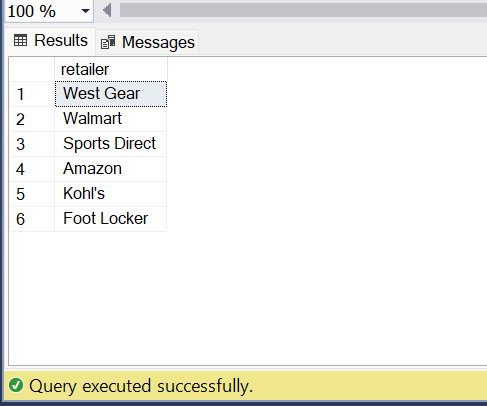 100 %
Results Messages
retailer
1 West Gear
2 Walmart
3 Sports Direct
4 Amazon
5 Kohl's
6 Foot Locker
Query executed successfully.